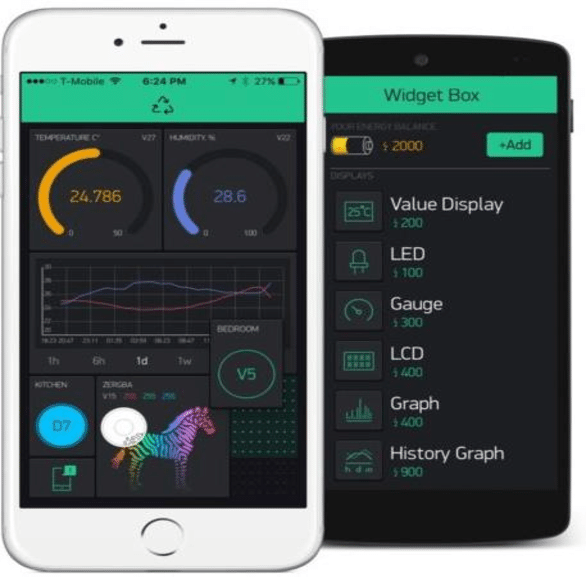 T-Mobile 6:24 PM 27%
TEMPERATURE C° V27
HUMIDITY, % V22
24.786
28.6
0 50
0 100
1h 6h 1d 1w
BEDROOM
V5
KITCHEN
D7
ZERGBA
V15 255 255 255
Widget Box
YOUR ENERGY BALANCE
2000
+Add
DISPLAYS
25°C
Value Display
200
LED
100
Gauge
300
LCD
400
Graph
400
History Graph
h d m
900